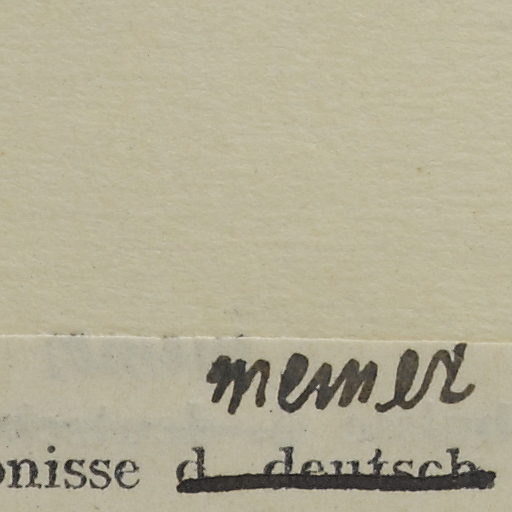 meiner
onisse d. deutsch